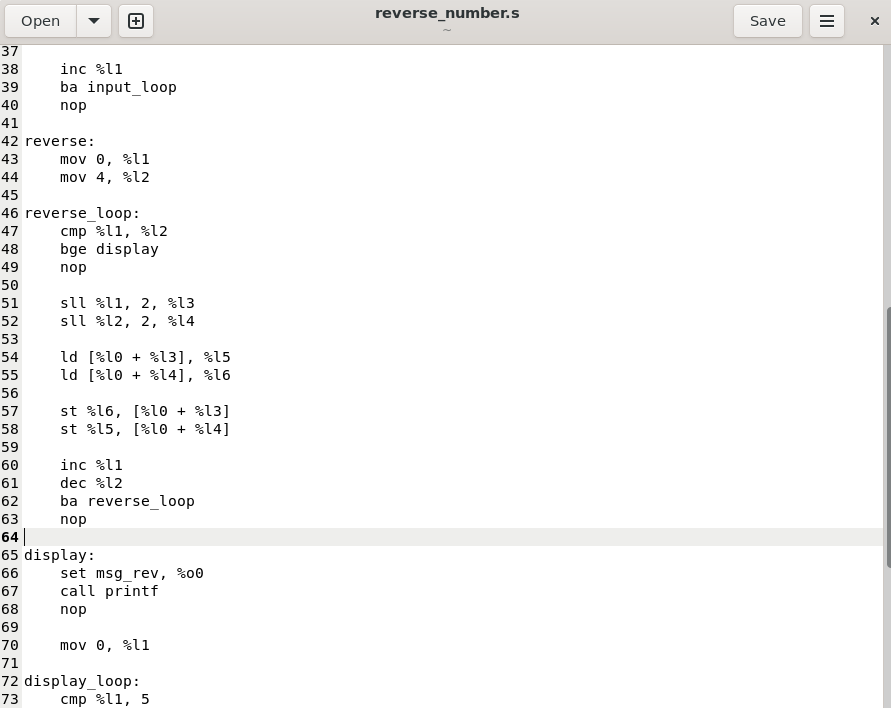 Open
reverse_number.s
~
Save
37
38 inc %l1
39 ba input_loop
40 nop
41
42 reverse:
43 mov 0, %l1
44 mov 4, %l2
45
46 reverse_loop:
47 cmp %l1, %l2
48 bge display
49 nop
50
51 sll %l1, 2, %l3
52 sll %l2, 2, %l4
53
54 ld [%l0 + %l3], %l5
55 ld [%l0 + %l4], %l6
56
57 st %l6, [%l0 + %l3]
58 st %l5, [%l0 + %l4]
59
60 inc %l1
61 dec %l2
62 ba reverse_loop
63 nop
64
65 display:
66 set msg_rev, %o0
67 call printf
68 nop
69
70 mov 0, %l1
71
72 display_loop:
73 cmp %l1, 5